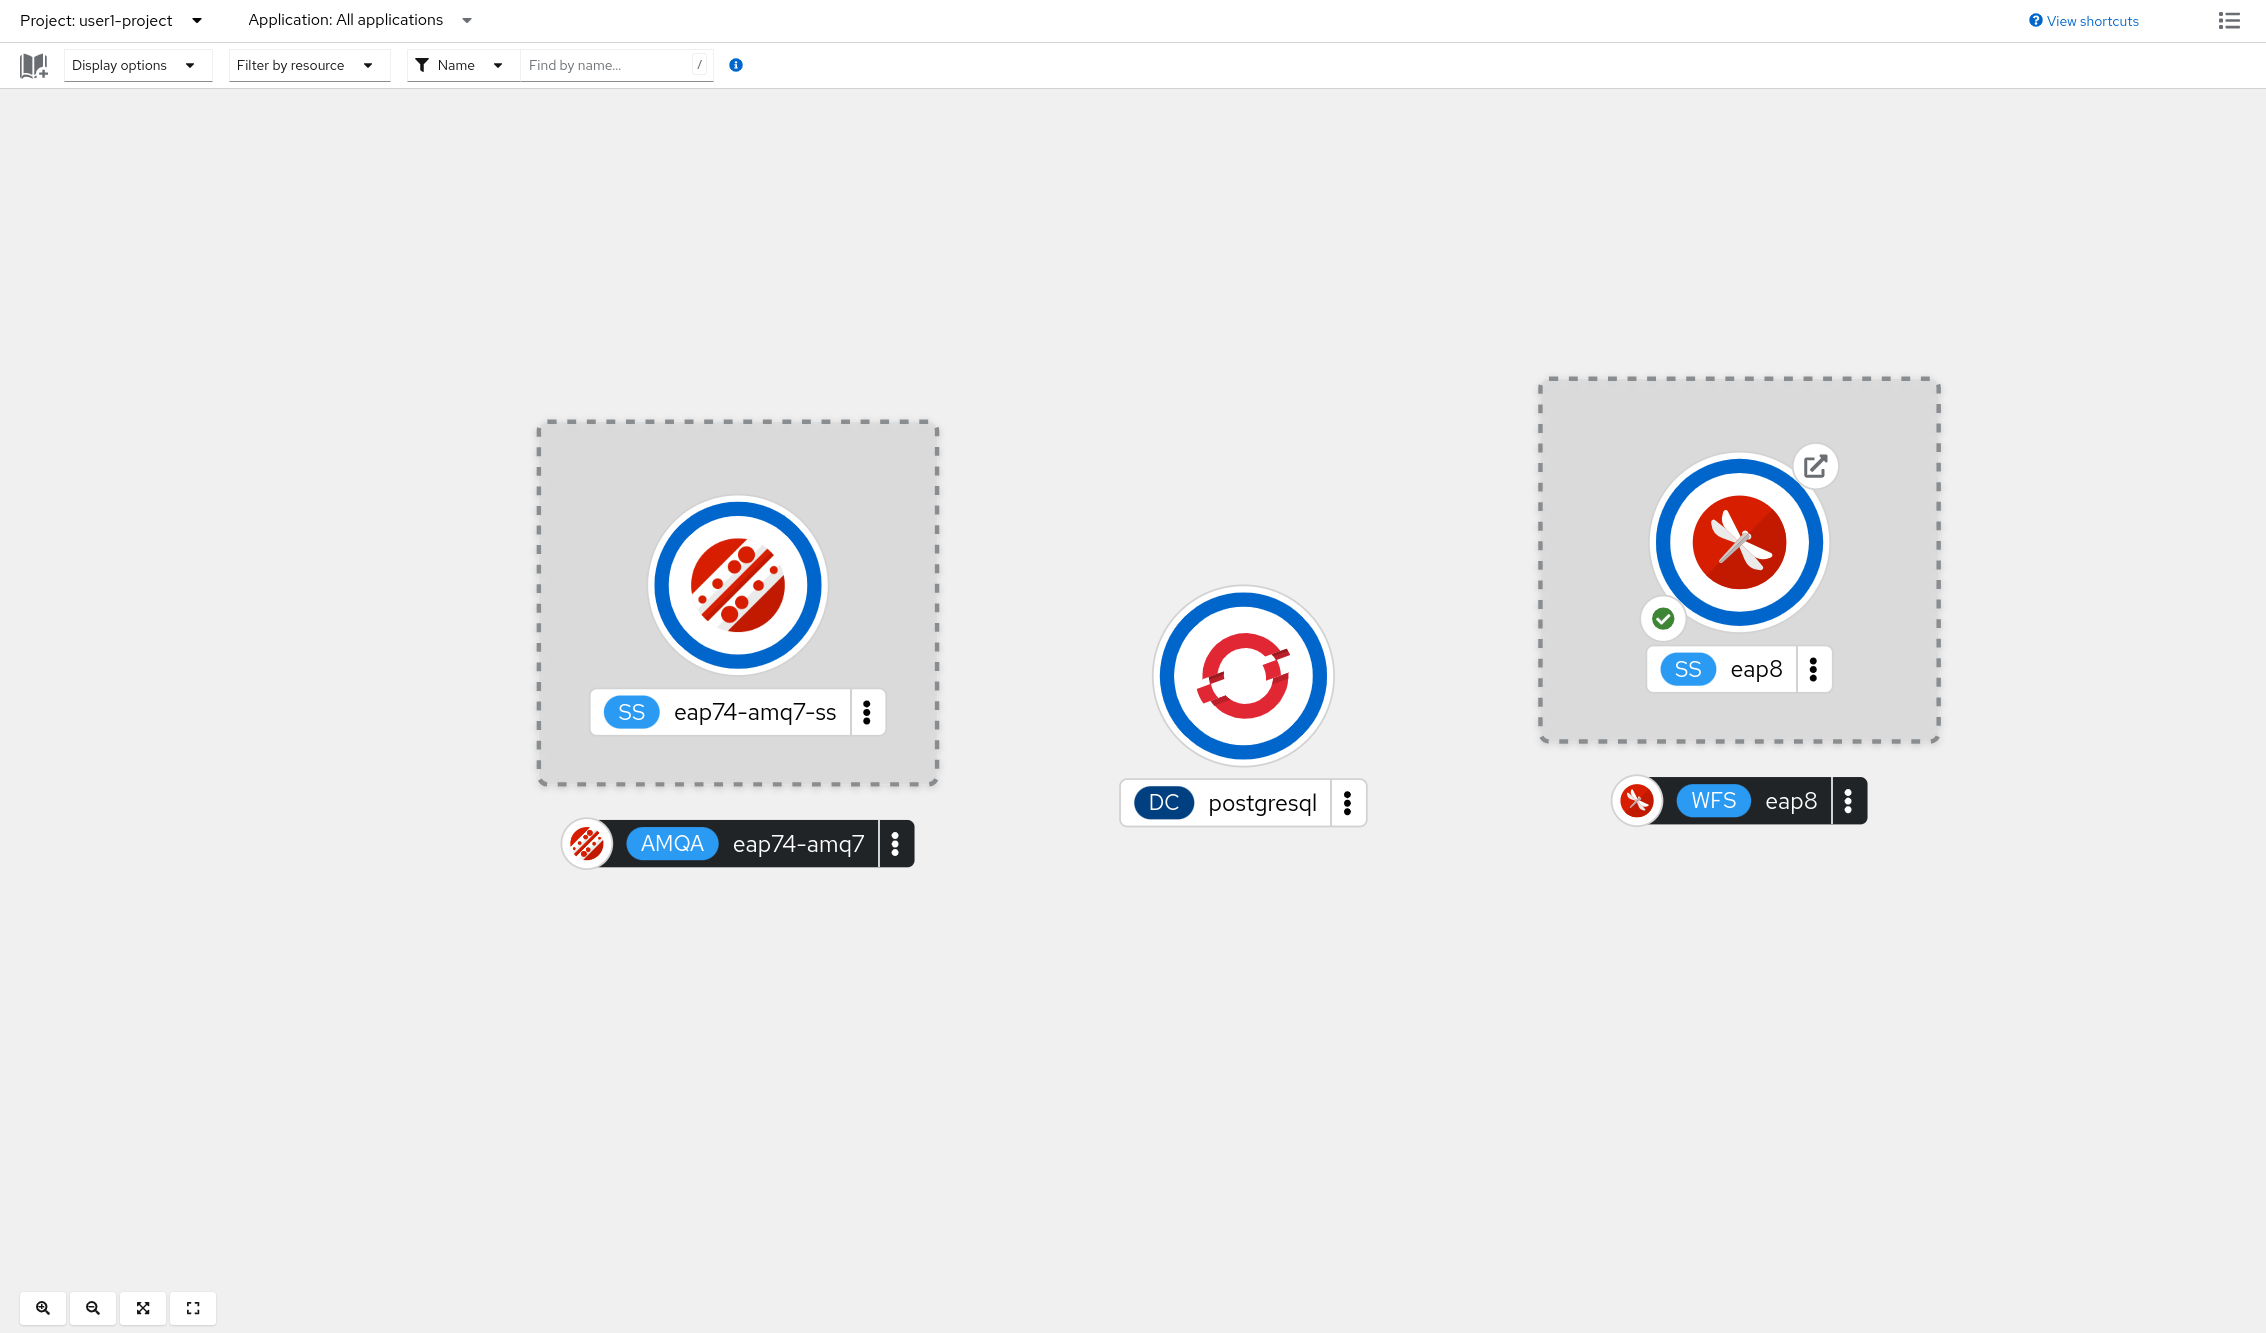 Project: user1-project
Application: All applications
View shortcuts
Display options
Filter by resource
Name
Find by name...
/
SS eap8
SS eap74-amq7-ss
DC postgresql
WFS eap8
AMQA eap74-amq7